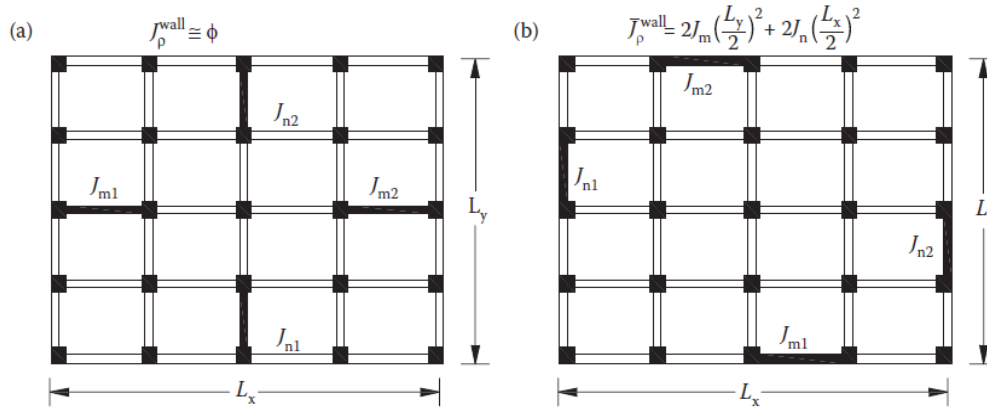 (a)
J_ρ^wall ≅ ϕ
J_n2
J_m1
J_m2
L_y
J_n1
L_x
(b)
J̄_ρ^wall = 2J_m(L_y/2)^2 + 2J_n(L_x/2)^2
J_m2
J_n1
L
J_n2
J_m1
L_x